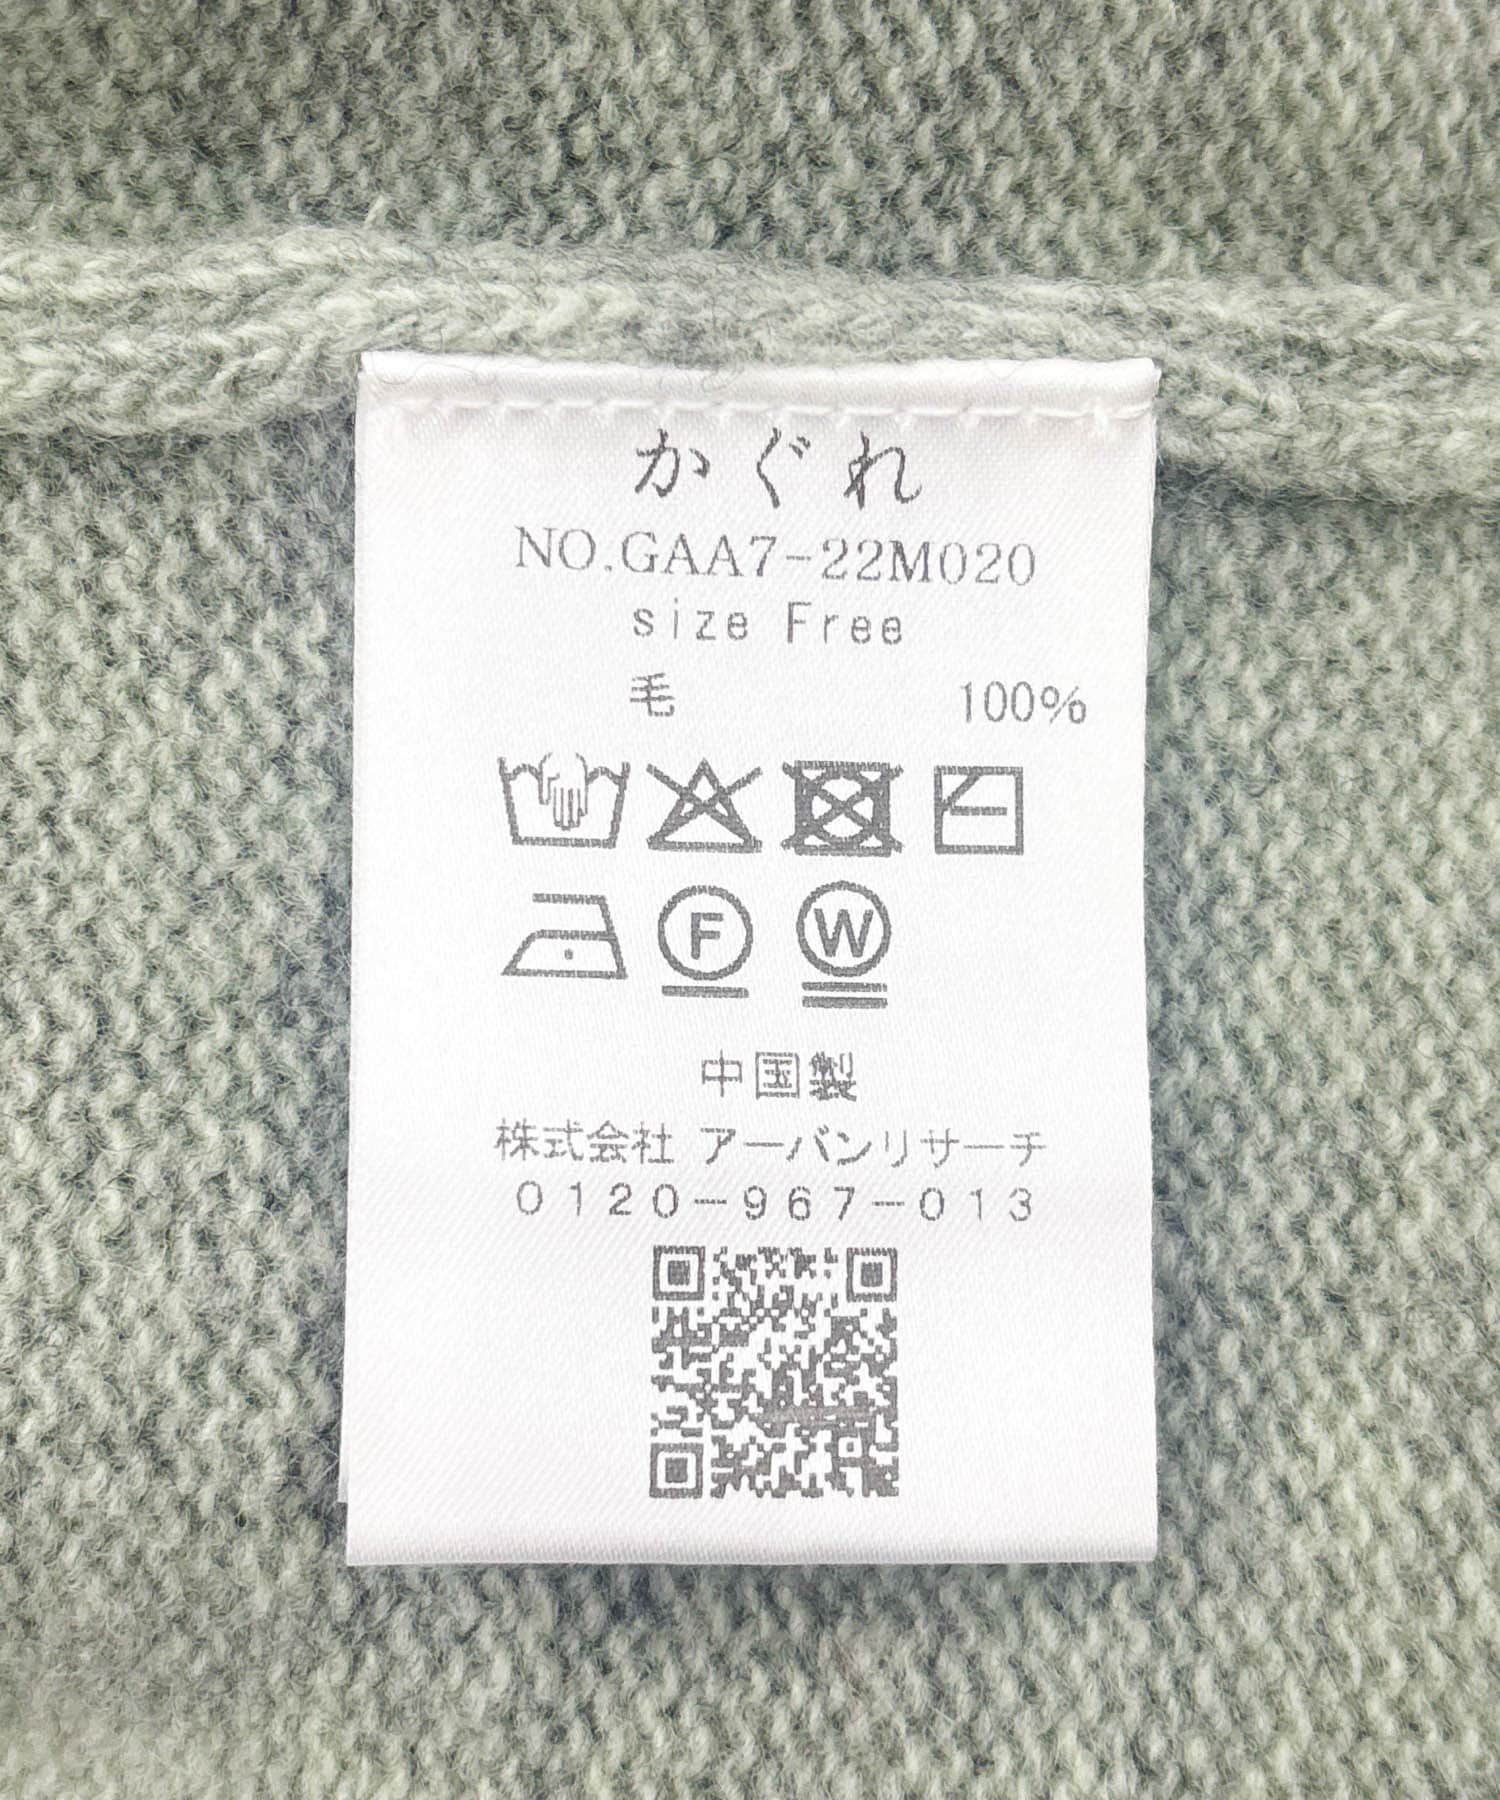 かぐれ
NO.GAA7-22M020
size Free
毛 100%
F W
中国製
株式会社 アーバンリサーチ
0120-967-013